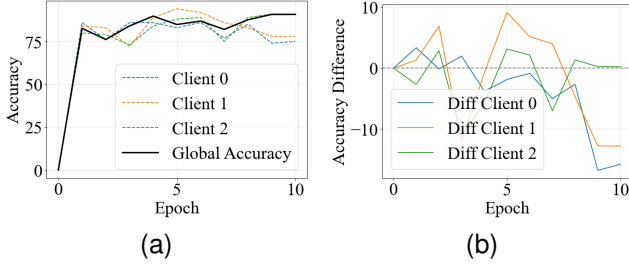 75
50
25
0
Accuracy
Client 0
Client 1
Client 2
Global Accuracy
0
5
10
Epoch
(a)
10
0
−10
Accuracy Difference
Diff Client 0
Diff Client 1
Diff Client 2
0
5
10
Epoch
(b)